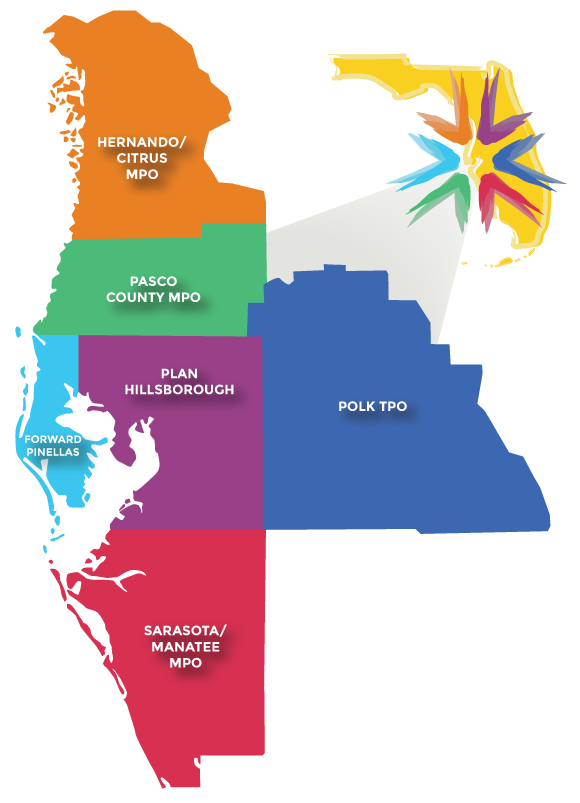 HERNANDO/
CITRUS
MPO
PASCO
COUNTY MPO
PLAN
HILLSBOROUGH
POLK TPO
FORWARD
PINELLAS
SARASOTA/
MANATEE
MPO